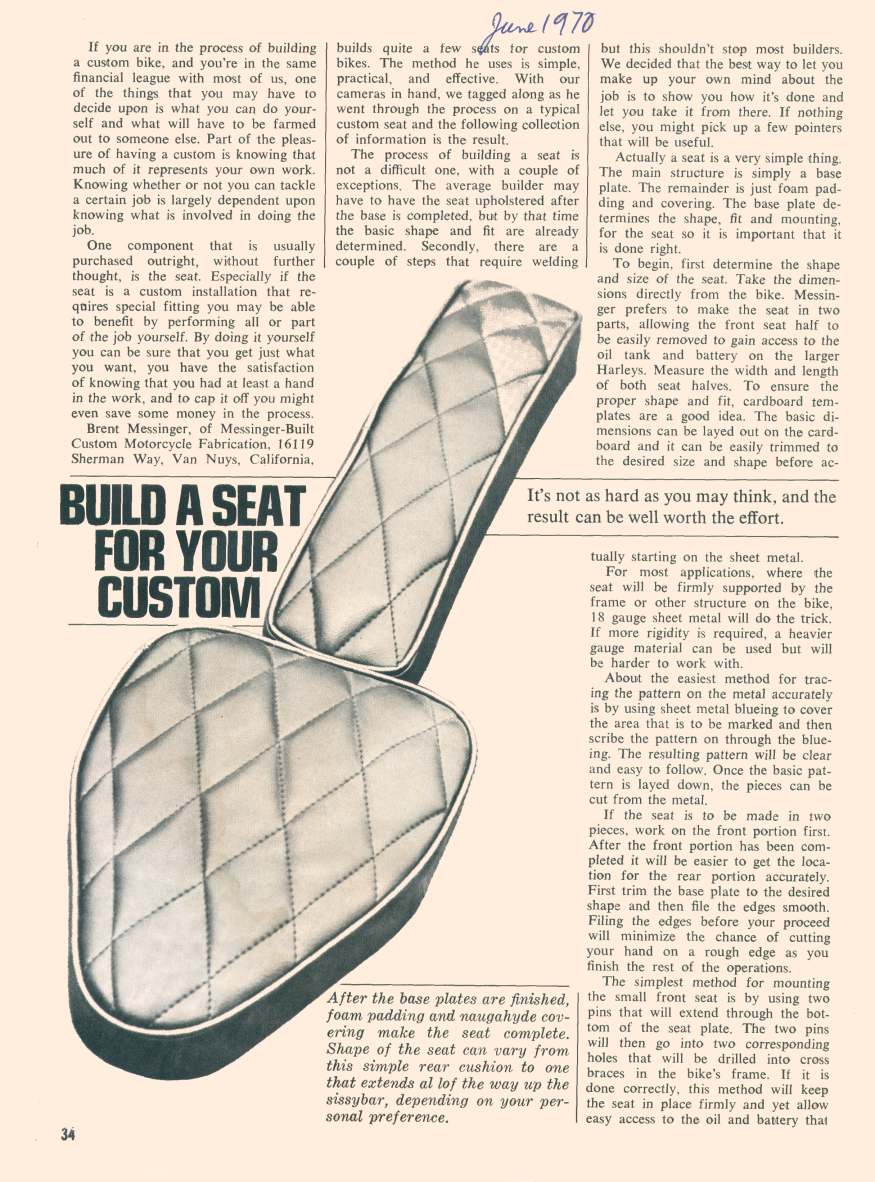 June 1970
If you are in the process of building
a custom bike, and you're in the same
financial league with most of us, one
of the things that you may have to
decide upon is what you can do your-
self and what will have to be farmed
out to someone else. Part of the pleas-
ure of having a custom is knowing that
much of it represents your own work.
Knowing whether or not you can tackle
a certain job is largely dependent upon
knowing what is involved in doing the
job.
One component that is usually
purchased outright, without further
thought, is the seat. Especially if the
seat is a custom installation that re-
quires special fitting you may be able
to benefit by performing all or part
of the job yourself. By doing it yourself
you can be sure that you get just what
you want, you have the satisfaction
of knowing that you had at least a hand
in the work, and to cap it off you might
even save some money in the process.
Brent Messinger, of Messinger-Built
Custom Motorcycle Fabrication, 16119
Sherman Way, Van Nuys, California,
builds quite a few seats for custom
bikes. The method he uses is simple,
practical, and effective. With our
cameras in hand, we tagged along as he
went through the process on a typical
custom seat and the following collection
of information is the result.
The process of building a seat is
not a difficult one, with a couple of
exceptions. The average builder may
have to have the seat upholstered after
the base is completed, but by that time
the basic shape and fit are already
determined. Secondly, there are a
couple of steps that require welding
but this shouldn't stop most builders.
We decided that the best way to let you
make up your own mind about the
job is to show you how it's done and
let you take it from there. If nothing
else, you might pick up a few pointers
that will be useful.
Actually a seat is a very simple thing.
The main structure is simply a base
plate. The remainder is just foam pad-
ding and covering. The base plate de-
termines the shape, fit and mounting,
for the seat so it is important that it
is done right.
To begin, first determine the shape
and size of the seat. Take the dimen-
sions directly from the bike. Messin-
ger prefers to make the seat in two
parts, allowing the front seat half to
be easily removed to gain access to the
oil tank and battery on the larger
Harleys. Measure the width and length
of both seat halves. To ensure the
proper shape and fit, cardboard tem-
plates are a good idea. The basic di-
mensions can be layed out on the card-
board and it can be easily trimmed to
the desired size and shape before ac-
BUILD A SEAT
FOR YOUR
CUSTOM
It's not as hard as you may think, and the
result can be well worth the effort.
tually starting on the sheet metal.
For most applications, where the
seat will be firmly supported by the
frame or other structure on the bike,
18 gauge sheet metal will do the trick.
If more rigidity is required, a heavier
gauge material can be used but will
be harder to work with.
About the easiest method for trac-
ing the pattern on the metal accurately
is by using sheet metal blueing to cover
the area that is to be marked and then
scribe the pattern on through the blue-
ing. The resulting pattern will be clear
and easy to follow. Once the basic pat-
tern is layed down, the pieces can be
cut from the metal.
If the seat is to be made in two
pieces, work on the front portion first.
After the front portion has been com-
pleted it will be easier to get the loca-
tion for the rear portion accurately.
First trim the base plate to the desired
shape and then file the edges smooth.
Filing the edges before your proceed
will minimize the chance of cutting
your hand on a rough edge as you
finish the rest of the operations.
The simplest method for mounting
the small front seat is by using two
pins that will extend through the bot-
tom of the seat plate. The two pins
will then go into two corresponding
holes that will be drilled into cross
braces in the bike's frame. If it is
done correctly, this method will keep
the seat in place firmly and yet allow
easy access to the oil and battery that
After the base plates are finished,
foam padding and naugahyde cov-
ering make the seat complete.
Shape of the seat can vary from
this simple rear cushion to one
that extends al lof the way up the
sissybar, depending on your per-
sonal preference.
34